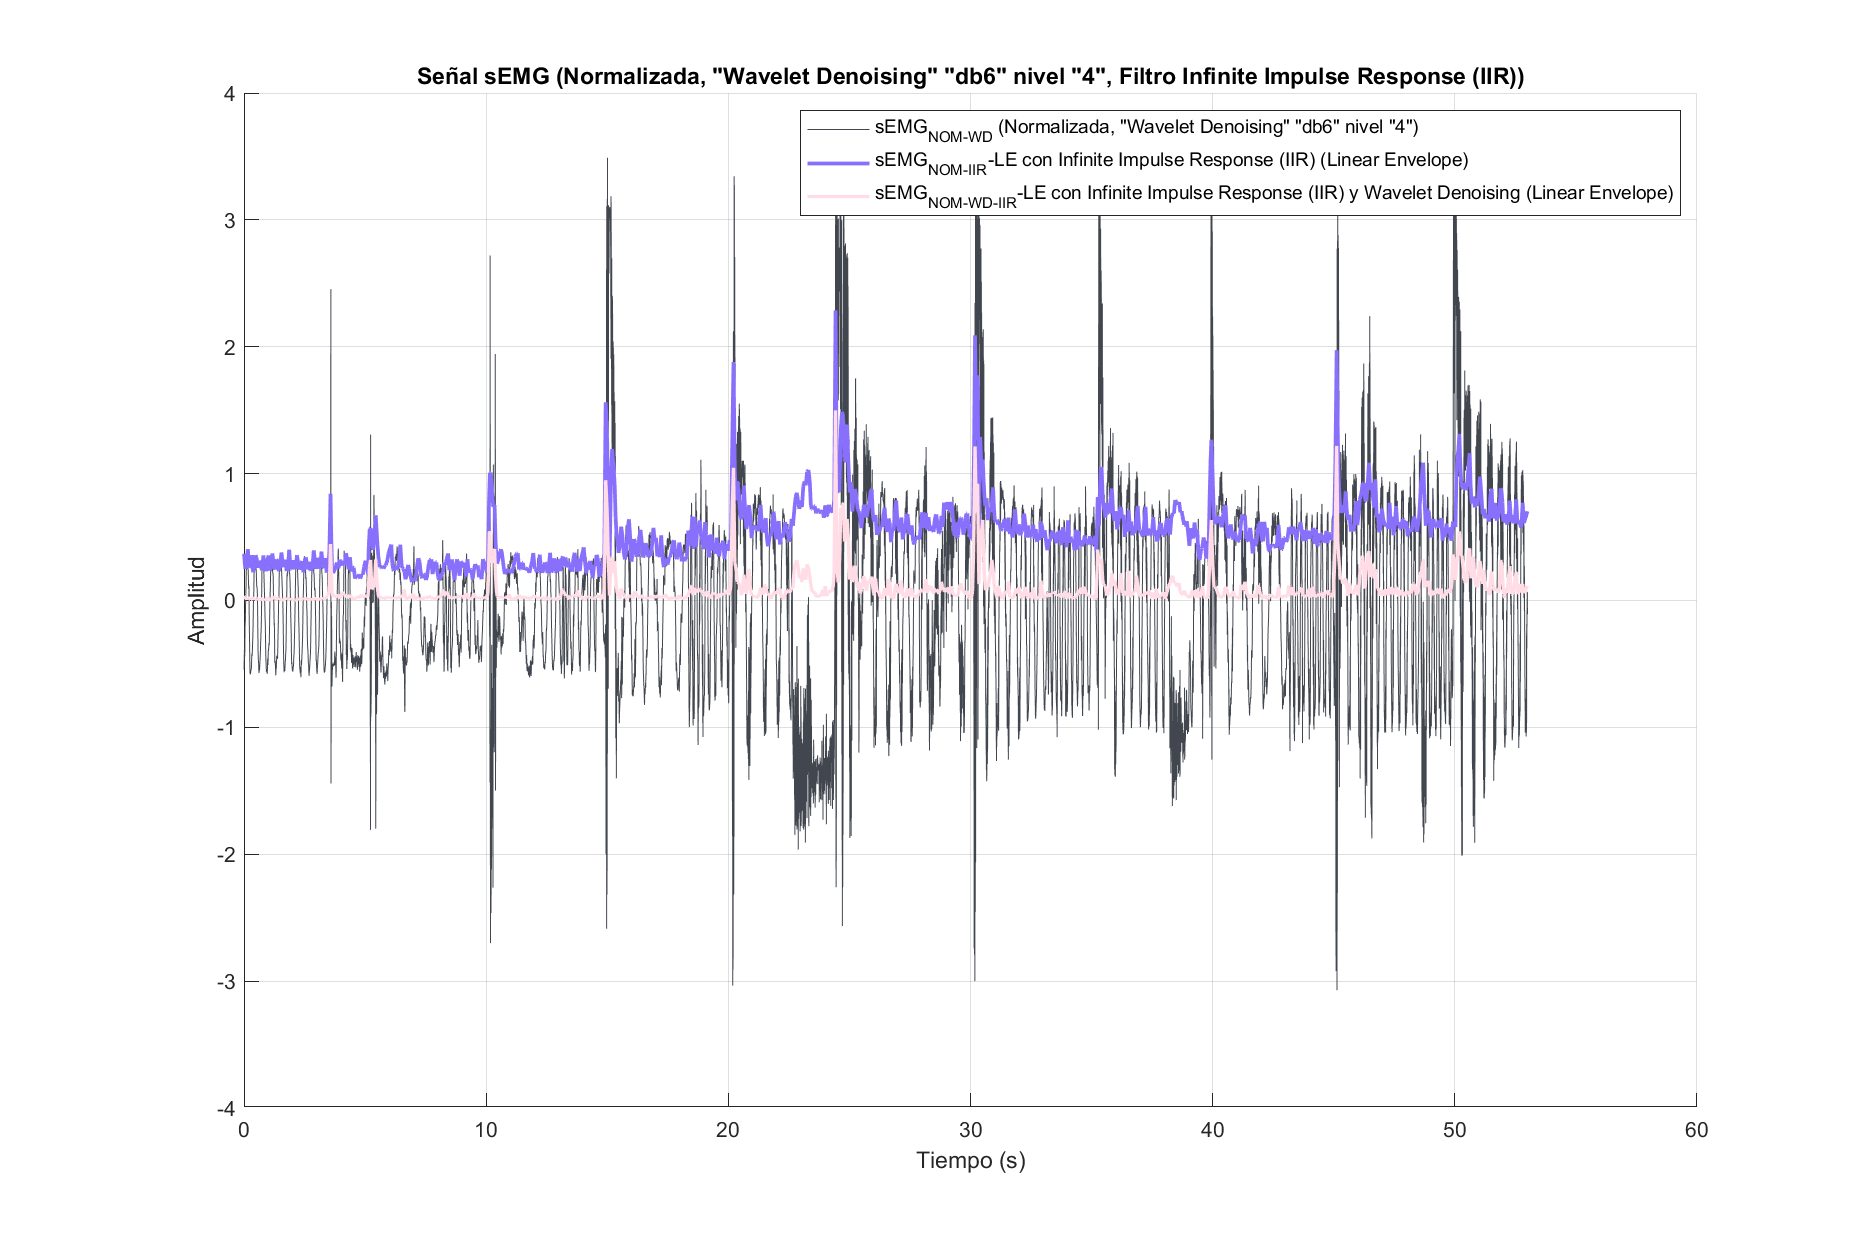 Señal sEMG (Normalizada, "Wavelet Denoising" "db6" nivel "4", Filtro Infinite Impulse Response (IIR))
sEMG_NOM-WD (Normalizada, "Wavelet Denoising" "db6" nivel "4")
sEMG_NOM-IIR-LE con Infinite Impulse Response (IIR) (Linear Envelope)
sEMG_NOM-WD-IIR-LE con Infinite Impulse Response (IIR) y Wavelet Denoising (Linear Envelope)
4
3
2
1
0
-1
-2
-3
-4
Amplitud
0 10 20 30 40 50 60
Tiempo (s)